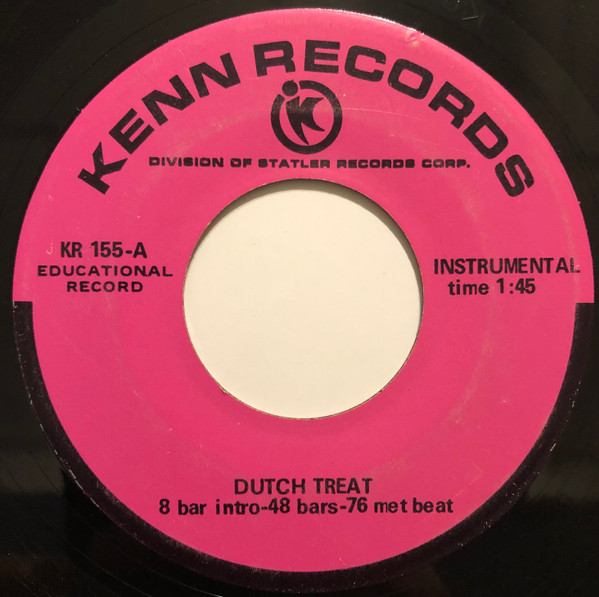 KENN RECORDS
K
DIVISION OF STATLER RECORDS CORP.
KR 155-A
EDUCATIONAL
RECORD
INSTRUMENTAL
time 1:45
DUTCH TREAT
8 bar intro-48 bars-76 met beat